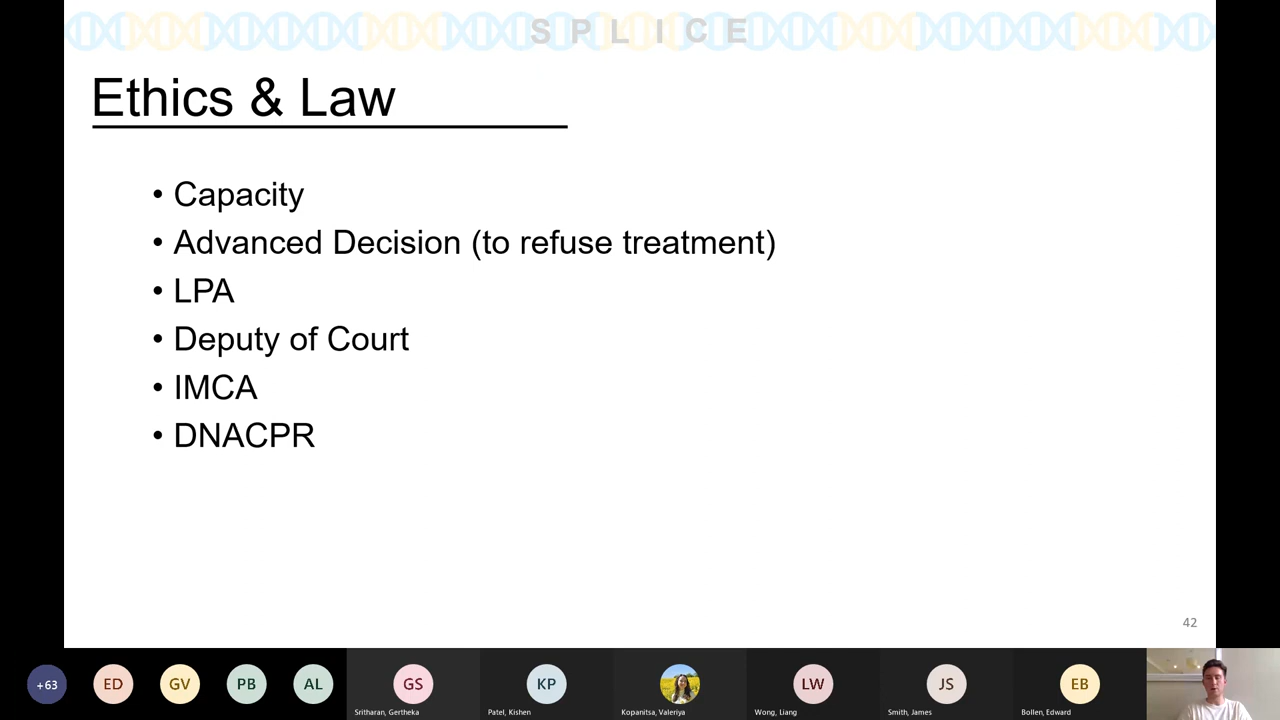 S P L I C E
Ethics & Law
• Capacity
• Advanced Decision (to refuse treatment)
• LPA
• Deputy of Court
• IMCA
• DNACPR
42
+63
ED
GV
PB
AL
GS
KP
LW
JS
EB
Sritharan, Gertheka
Patel, Kishen
Kopanitsa, Valeriya
Wong, Liang
Smith, James
Bollen, Edward